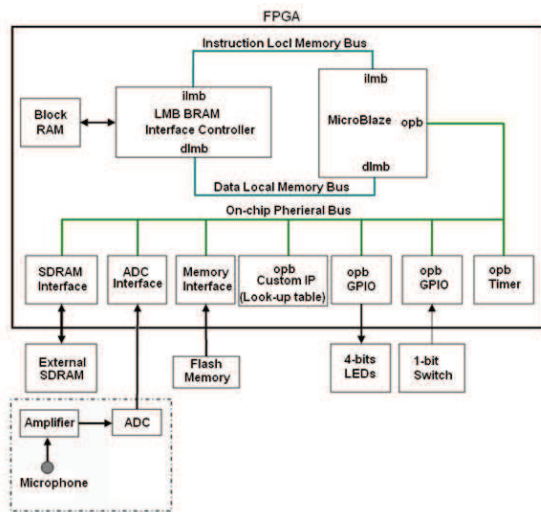 FPGA
Instruction Locl Memory Bus
ilmb
LMB BRAM
Interface Controller
dlmb
Block
RAM
ilmb
MicroBlaze
opb
dlmb
Data Local Memory Bus
On-chip Pherieral Bus
SDRAM
Interface
ADC
Interface
Memory
Interface
opb
Custom IP
(Look-up table)
opb
GPIO
opb
GPIO
opb
Timer
External
SDRAM
Flash
Memory
4-bits
LEDs
1-bit
Switch
Amplifier
ADC
Microphone